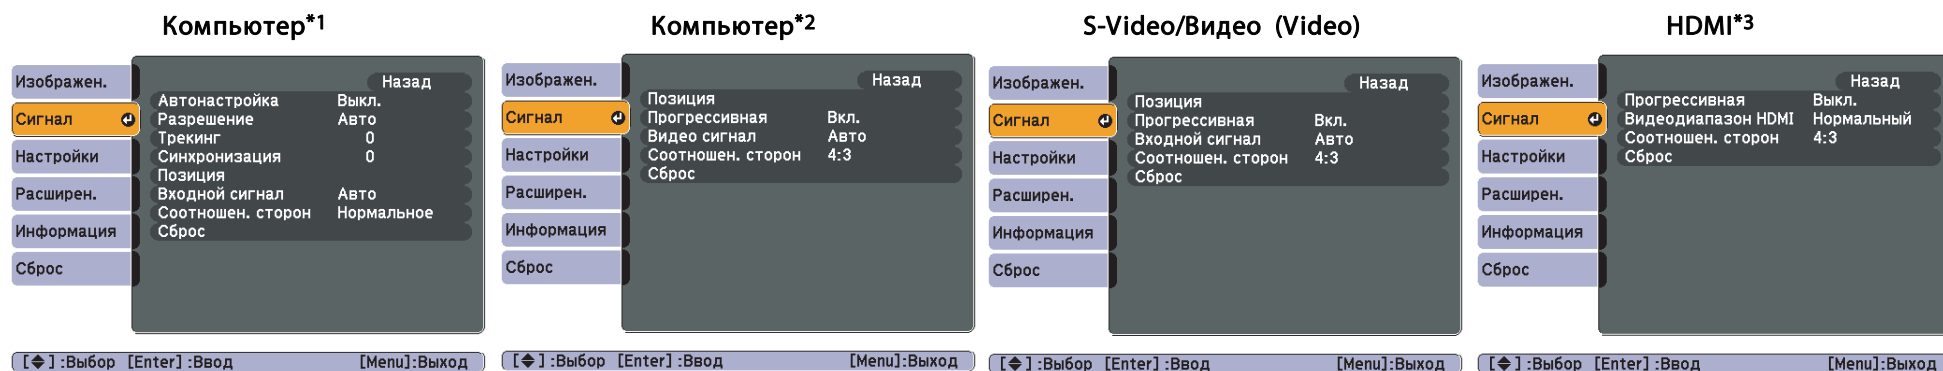 Компьютер*1
Изображен.
Сигнал
Настройки
Расширен.
Информация
Сброс
Назад
Автонастройка Выкл.
Разрешение Авто
Трекинг 0
Синхронизация 0
Позиция
Входной сигнал Авто
Соотношен. сторон Нормальное
Сброс
[ ] :Выбор [Enter] :Ввод [Menu]:Выход
Компьютер*2
Изображен.
Сигнал
Настройки
Расширен.
Информация
Сброс
Назад
Позиция
Прогрессивная Вкл.
Видео сигнал Авто
Соотношен. сторон 4:3
Сброс
[ ] :Выбор [Enter] :Ввод [Menu]:Выход
S-Video/Видео (Video)
Изображен.
Сигнал
Настройки
Расширен.
Информация
Сброс
Назад
Позиция
Прогрессивная Вкл.
Входной сигнал Авто
Соотношен. сторон 4:3
Сброс
[ ] :Выбор [Enter] :Ввод [Menu]:Выход
HDMI*3
Изображен.
Сигнал
Настройки
Расширен.
Информация
Сброс
Назад
Прогрессивная Выкл.
Видеодиапазон HDMI Нормальный
Соотношен. сторон 4:3
Сброс
[ ] :Выбор [Enter] :Ввод [Menu]:Выход